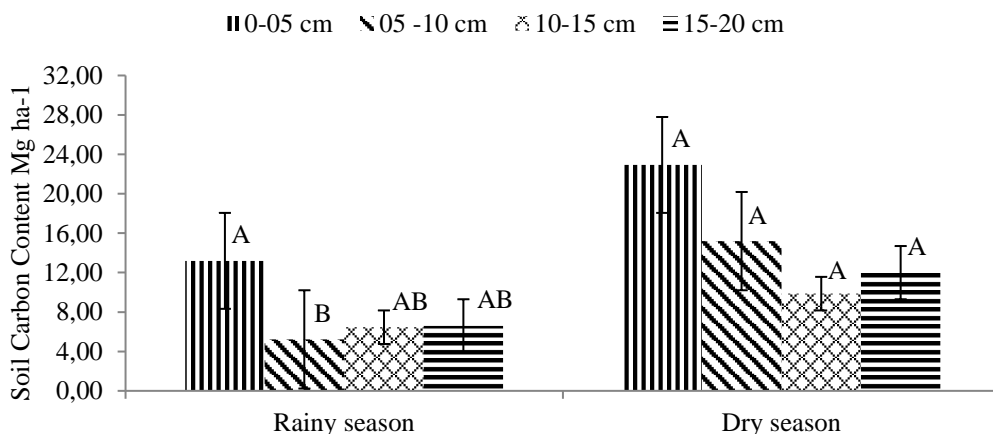 0-05 cm 05 -10 cm 10-15 cm 15-20 cm
Soil Carbon Content Mg ha-1
32,00
28,00
24,00
20,00
16,00
12,00
8,00
4,00
0,00
A
B
AB
AB
A
A
A
A
Rainy season
Dry season